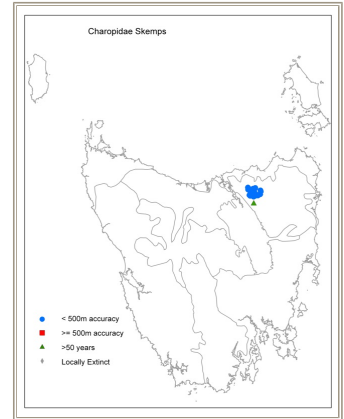 Charopidae Skemps
< 500m accuracy
>= 500m accuracy
>50 years
Locally Extinct